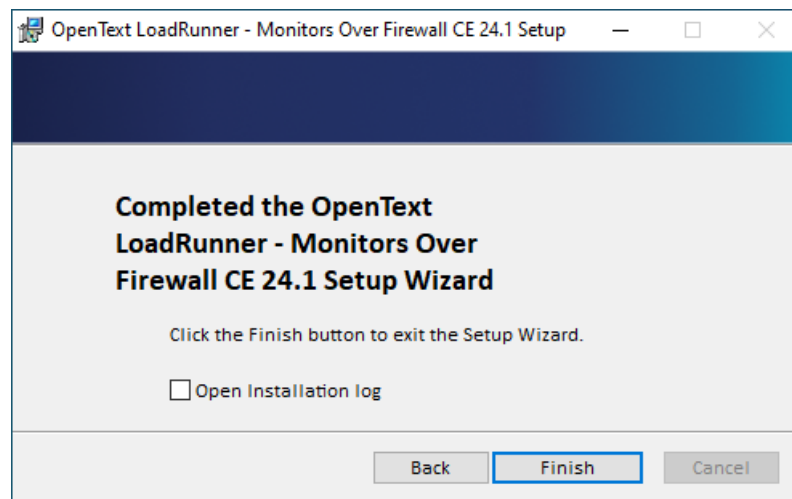 OpenText LoadRunner - Monitors Over Firewall CE 24.1 Setup
Completed the OpenText
LoadRunner - Monitors Over
Firewall CE 24.1 Setup Wizard
Click the Finish button to exit the Setup Wizard.
Open Installation log
Back Finish Cancel